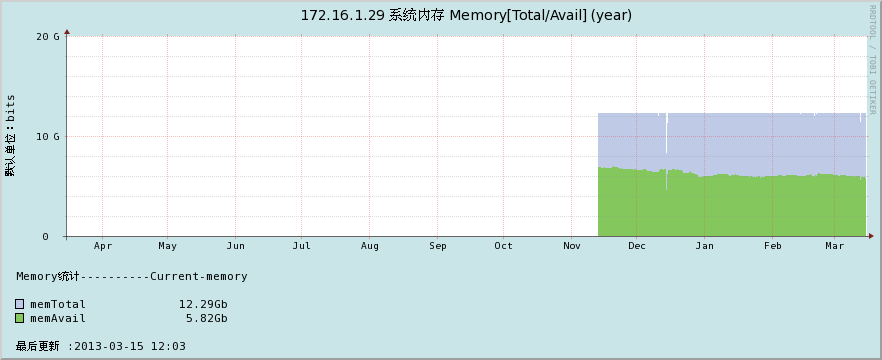 172.16.1.29 系统内存 Memory[Total/Avail] (year)
RRDTOOL / TOBI OETIKER
默认单位：bits
20 G
10 G
0
Apr May Jun Jul Aug Sep Oct Nov Dec Jan Feb Mar
Memory统计----------Current-memory
memTotal 12.29Gb
memAvail 5.82Gb
最后更新 :2013-03-15 12:03